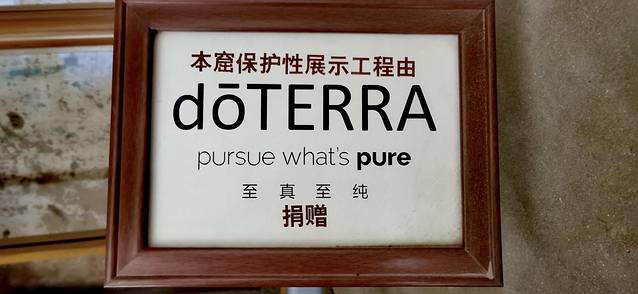 本窟保护性展示工程由
dōTERRA
pursue what's pure
至 真 至 纯
捐赠